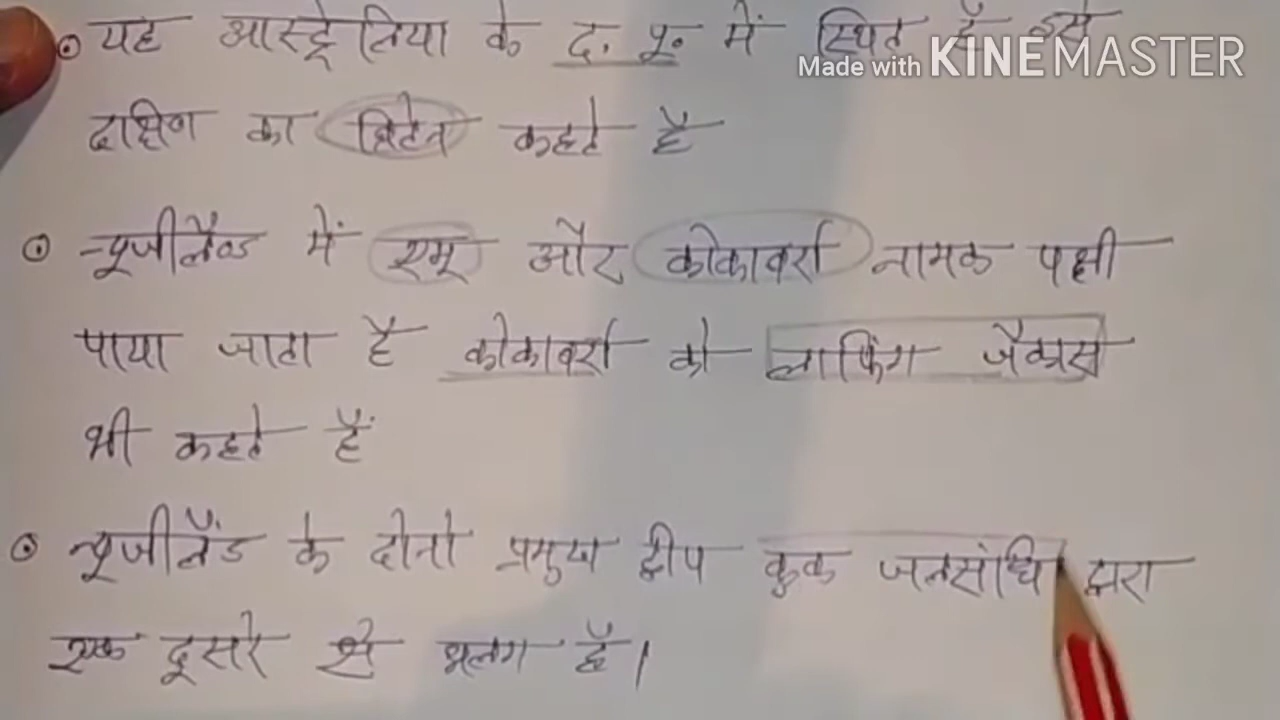 यह आस्ट्रेलिया के द. पू. में स्थित है इसे
Made with KINEMASTER
दक्षिण का ब्रिटेन कहते है
न्यूजीलैण्ड में एमू और कोकाबर्रा नामक पक्षी
पाया जाता है कोकाबर्रा को लाफिंग जैकास
भी कहते हैं
न्यूजीलैंड के दोनो प्रमुख द्वीप कुक जलसंधि द्वारा
एक दूसरे से अलग है।